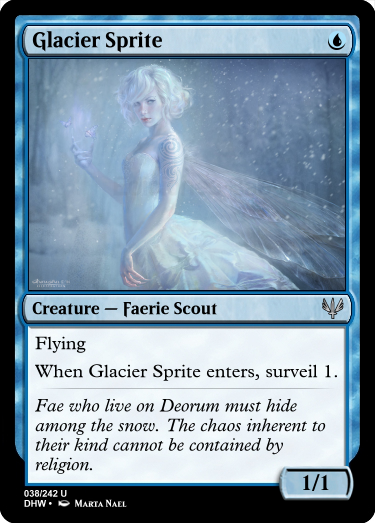 Glacier Sprite
Creature — Faerie Scout
Flying
When Glacier Sprite enters, surveil 1.
Fae who live on Deorum must hide
among the snow. The chaos inherent to
their kind cannot be contained by
religion.
1/1
038/242 U
DHW • Marta Nael